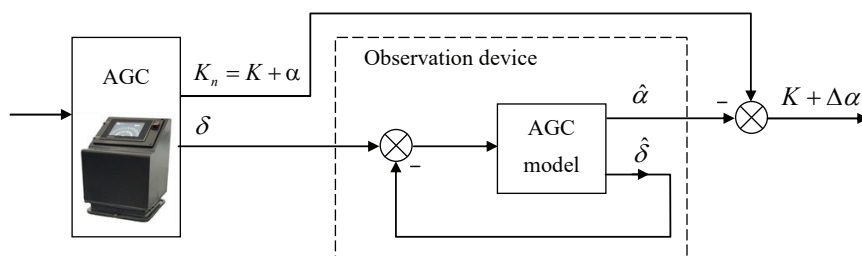 AGC
K_n = K + α
δ
Observation device
AGC
model
α̂
δ̂
−
−
K + Δα